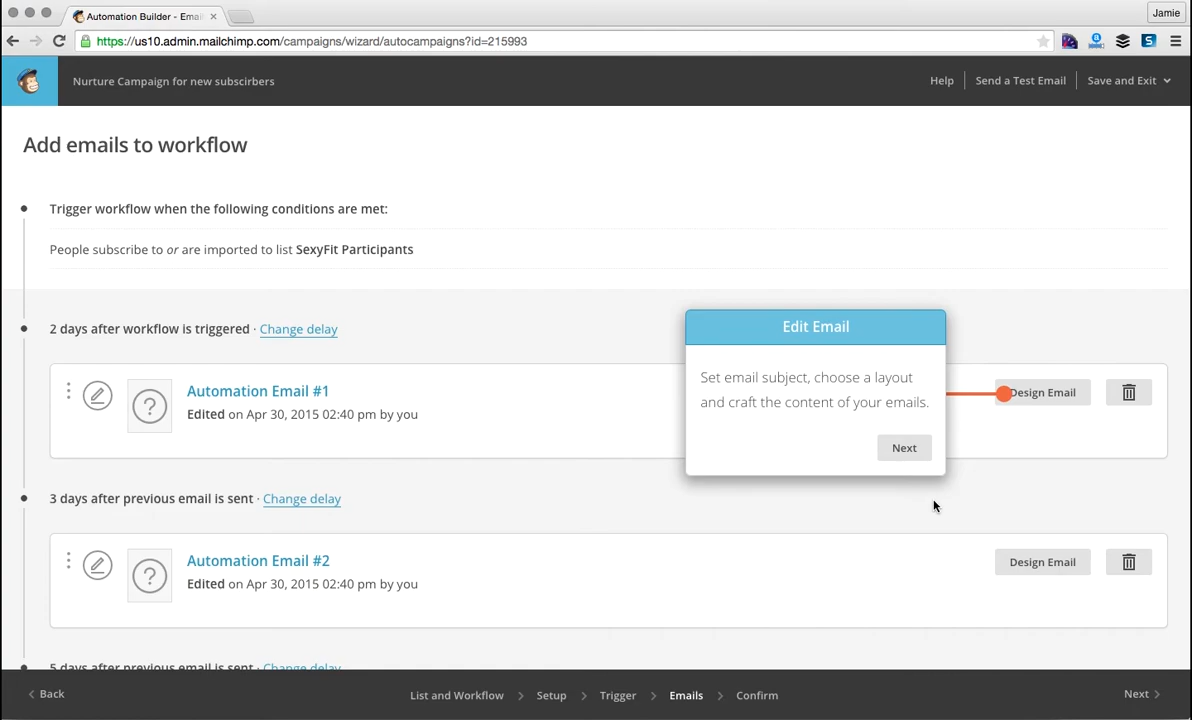 Automation Builder - Emai
Jamie
https://us10.admin.mailchimp.com/campaigns/wizard/autocampaigns?id=215993
Nurture Campaign for new subscirbers
Help
Send a Test Email
Save and Exit
Add emails to workflow
Trigger workflow when the following conditions are met:
People subscribe to or are imported to list SexyFit Participants
2 days after workflow is triggered · Change delay
Edit Email
Set email subject, choose a layout
and craft the content of your emails.
Next
Automation Email #1
Edited on Apr 30, 2015 02:40 pm by you
Design Email
3 days after previous email is sent · Change delay
Automation Email #2
Edited on Apr 30, 2015 02:40 pm by you
Design Email
5 days after previous email is sent · Change delay
Back
List and Workflow
Setup
Trigger
Emails
Confirm
Next